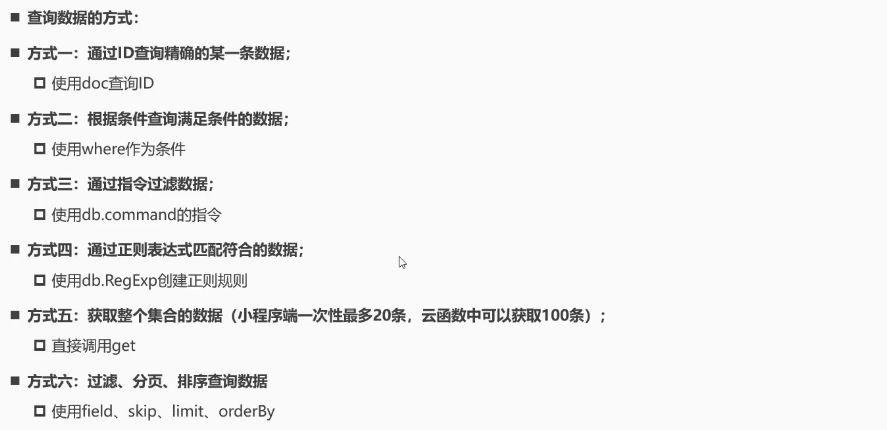 查询数据的方式：
方式一：通过ID查询精确的某一条数据；
使用doc查询ID
方式二：根据条件查询满足条件的数据；
使用where作为条件
方式三：通过指令过滤数据；
使用db.command的指令
方式四：通过正则表达式匹配符合的数据；
使用db.RegExp创建正则规则
方式五：获取整个集合的数据（小程序端一次性最多20条，云函数中可以获取100条）；
直接调用get
方式六：过滤、分页、排序查询数据
使用field、skip、limit、orderBy